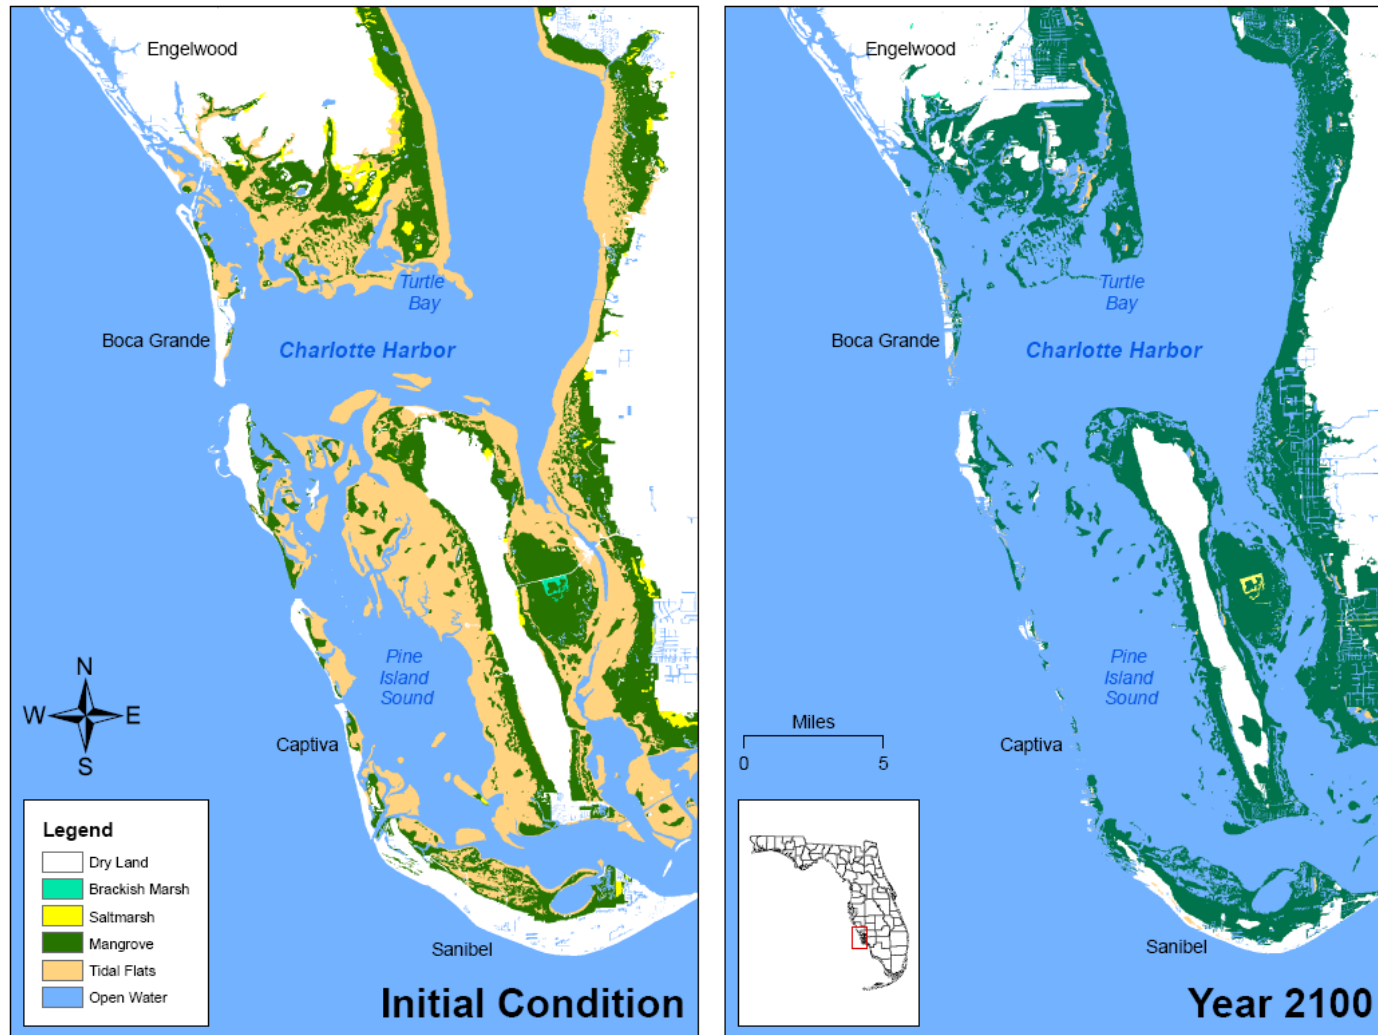 Engelwood
Turtle
Bay
Boca Grande
Charlotte Harbor
Pine
Island
Sound
N
W E
S
Captiva
Legend
Dry Land
Brackish Marsh
Saltmarsh
Mangrove
Tidal Flats
Open Water
Sanibel
Initial Condition
Engelwood
Turtle
Bay
Boca Grande
Charlotte Harbor
Pine
Island
Sound
Miles
0 5
Captiva
Sanibel
Year 2100